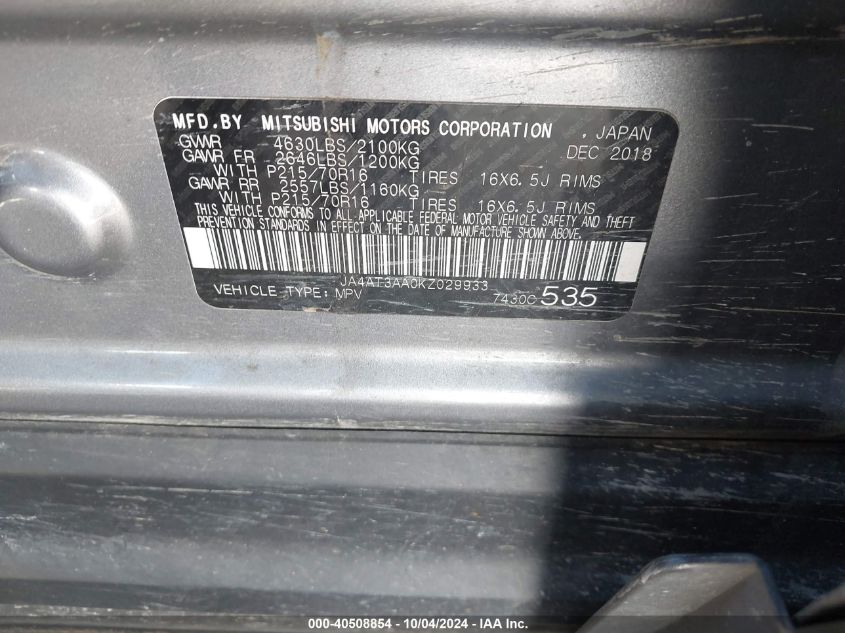 MFD.BY MITSUBISHI MOTORS CORPORATION , JAPAN
GVWR 4630LBS/2100KG DEC 2018
GAWR FR 2646LBS/1200KG
WITH P215/70R16 TIRES 16X6.5J RIMS
GAWR RR 2557LBS/1160KG
WITH P215/70R16 TIRES 16X6.5J RIMS
THIS VEHICLE CONFORMS TO ALL APPLICABLE FEDERAL MOTOR VEHICLE SAFETY AND THEFT
PREVENTION STANDARDS IN EFFECT ON THE DATE OF MANUFACTURE SHOWN ABOVE.
JA4AT3AA0KZ029933
VEHICLE TYPE: MPV 7430C 535
000-40508854 - 10/04/2024 - IAAI Inc.